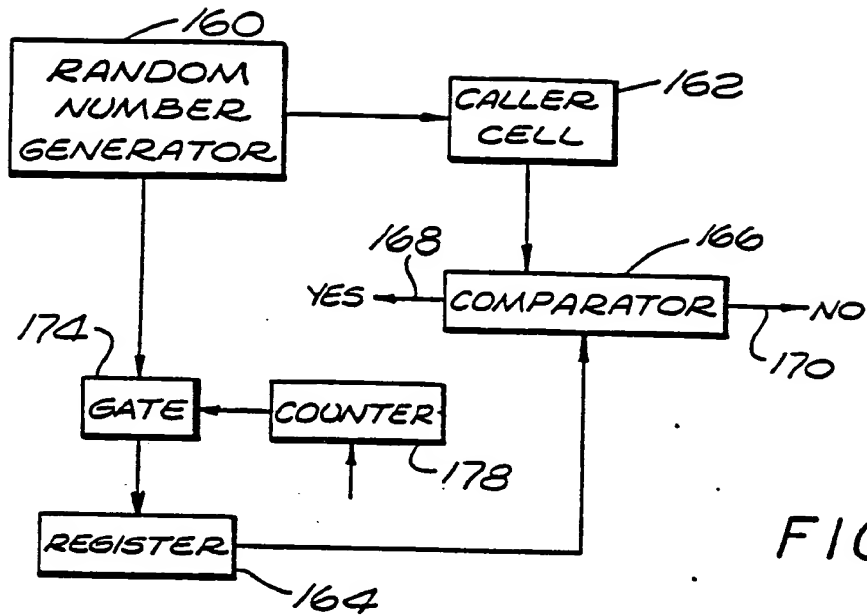 160
RANDOM
NUMBER
GENERATOR
162
CALLER
CELL
168
166
YES
COMPARATOR
NO
170
174
GATE
COUNTER
178
REGISTER
164